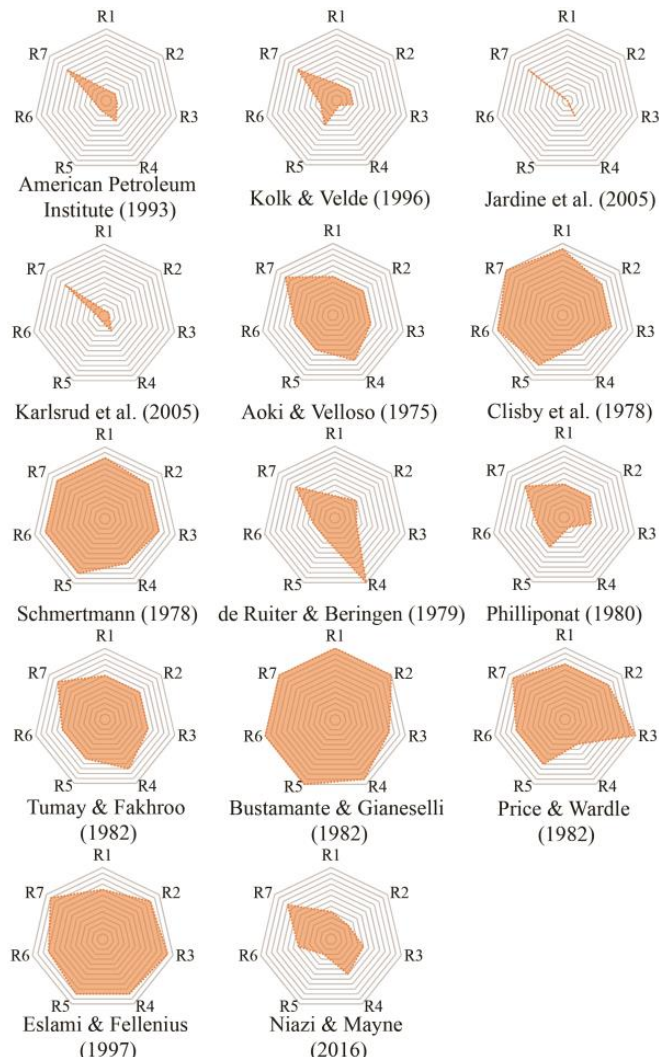 R1
R7 R2
R6 R3
R5 R4
American Petroleum
Institute (1993)
R1
R7 R2
R6 R3
R5 R4
Kolk & Velde (1996)
R1
R7 R2
R6 R3
R5 R4
Jardine et al. (2005)
R1
R7 R2
R6 R3
R5 R4
Karlsrud et al. (2005)
R1
R7 R2
R6 R3
R5 R4
Aoki & Velloso (1975)
R1
R7 R2
R6 R3
R5 R4
Clisby et al. (1978)
R1
R7 R2
R6 R3
R5 R4
Schmertmann (1978)
R1
R7 R2
R6 R3
R5 R4
de Ruiter & Beringen (1979)
R1
R7 R2
R6 R3
R5 R4
Philliponat (1980)
R1
R7 R2
R6 R3
R5 R4
Tumay & Fakhroo
(1982)
R1
R7 R2
R6 R3
R5 R4
Bustamante & Gianeselli
(1982)
R1
R7 R2
R6 R3
R5 R4
Price & Wardle
(1982)
R1
R7 R2
R6 R3
R5 R4
Eslami & Fellenius
(1997)
R1
R7 R2
R6 R3
R5 R4
Niazi & Mayne
(2016)